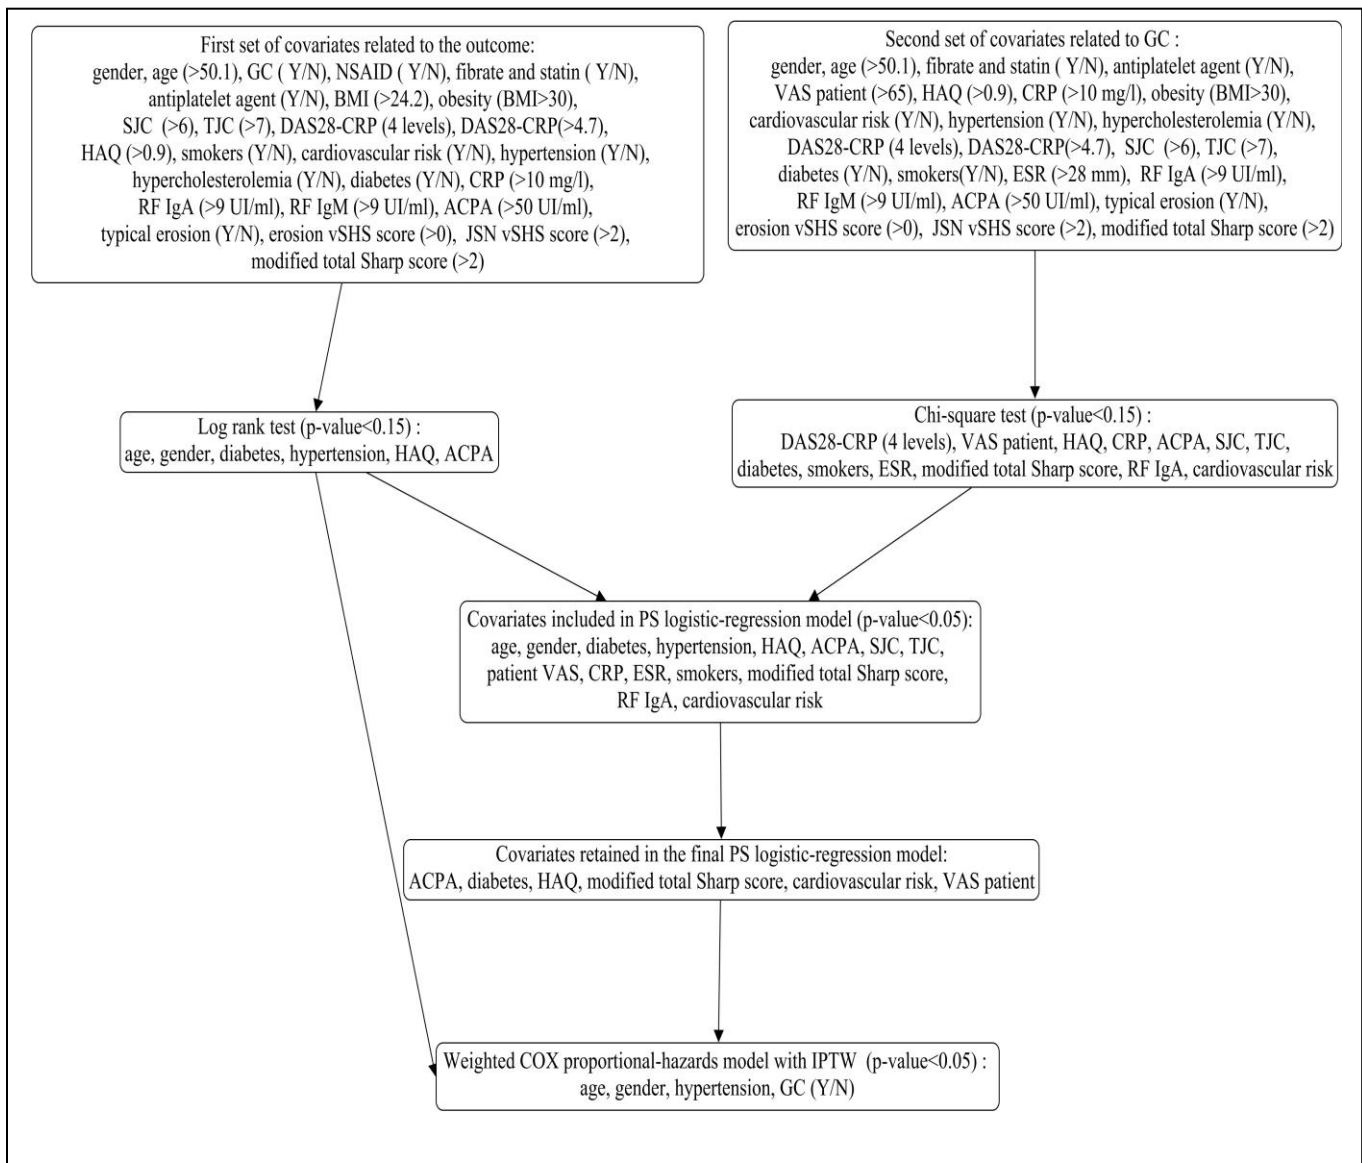 First set of covariates related to the outcome:
gender, age (>50.1), GC ( Y/N), NSAID ( Y/N), fibrate and statin ( Y/N),
antiplatelet agent (Y/N), BMI (>24.2), obesity (BMI>30),
SJC (>6), TJC (>7), DAS28-CRP (4 levels), DAS28-CRP(>4.7),
HAQ (>0.9), smokers (Y/N), cardiovascular risk (Y/N), hypertension (Y/N),
hypercholesterolemia (Y/N), diabetes (Y/N), CRP (>10 mg/l),
RF IgA (>9 UI/ml), RF IgM (>9 UI/ml), ACPA (>50 UI/ml),
typical erosion (Y/N), erosion vSHS score (>0), JSN vSHS score (>2),
modified total Sharp score (>2)
Second set of covariates related to GC :
gender, age (>50.1), fibrate and statin ( Y/N), antiplatelet agent (Y/N),
VAS patient (>65), HAQ (>0.9), CRP (>10 mg/l), obesity (BMI>30),
cardiovascular risk (Y/N), hypertension (Y/N), hypercholesterolemia (Y/N),
DAS28-CRP (4 levels), DAS28-CRP(>4.7), SJC (>6), TJC (>7),
diabetes (Y/N), smokers(Y/N), ESR (>28 mm), RF IgA (>9 UI/ml),
RF IgM (>9 UI/ml), ACPA (>50 UI/ml), typical erosion (Y/N),
erosion vSHS score (>0), JSN vSHS score (>2), modified total Sharp score (>2)
Log rank test (p-value<0.15) :
age, gender, diabetes, hypertension, HAQ, ACPA
Chi-square test (p-value<0.15) :
DAS28-CRP (4 levels), VAS patient, HAQ, CRP, ACPA, SJC, TJC,
diabetes, smokers, ESR, modified total Sharp score, RF IgA, cardiovascular risk
Covariates included in PS logistic-regression model (p-value<0.05):
age, gender, diabetes, hypertension, HAQ, ACPA, SJC, TJC,
patient VAS, CRP, ESR, smokers, modified total Sharp score,
RF IgA, cardiovascular risk
Covariates retained in the final PS logistic-regression model:
ACPA, diabetes, HAQ, modified total Sharp score, cardiovascular risk, VAS patient
Weighted COX proportional-hazards model with IPTW (p-value<0.05) :
age, gender, hypertension, GC (Y/N)